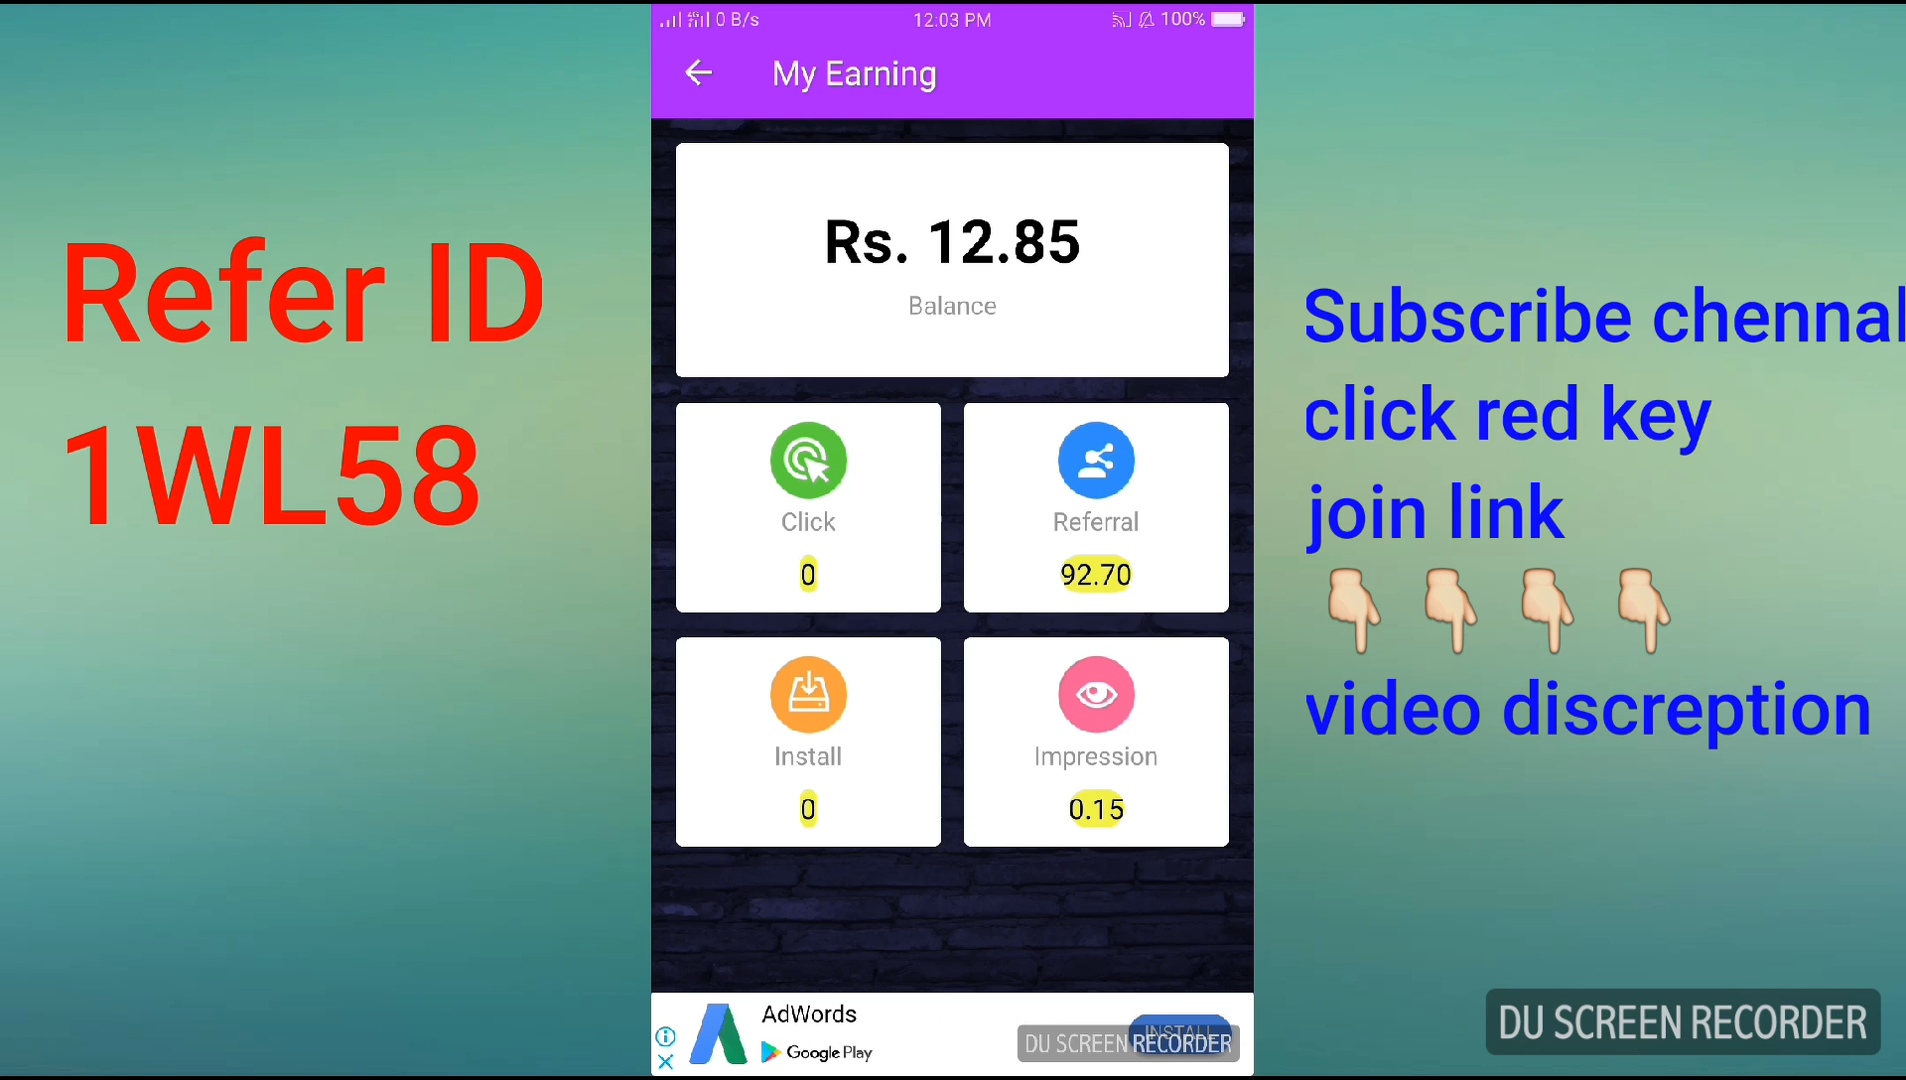 0 B/s 12:03 PM 100%
My Earning
Refer ID
1WL58
Rs. 12.85
Balance
Click
0
Referral
92.70
Install
0
Impression
0.15
Subscribe chennal
click red key
join link
👇🏻 👇🏻 👇🏻 👇🏻
video discreption
AdWords
Google Play
INSTALL
DU SCREEN RECORDER
DU SCREEN RECORDER